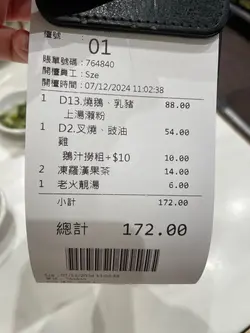 檯號：
01
賬單號碼：
764840
開檯員工：Sze
開檯時間：07/12/2024 11:02:38
1 D13.燒鵝、乳豬 88.00
上湯瀨粉
1 D2.叉燒、豉油 54.00
雞
鵝汁撈粗+$10 10.00
2 凍羅漢果茶 14.00
1 老火靚湯 6.00
小計 172.00
總計 172.00